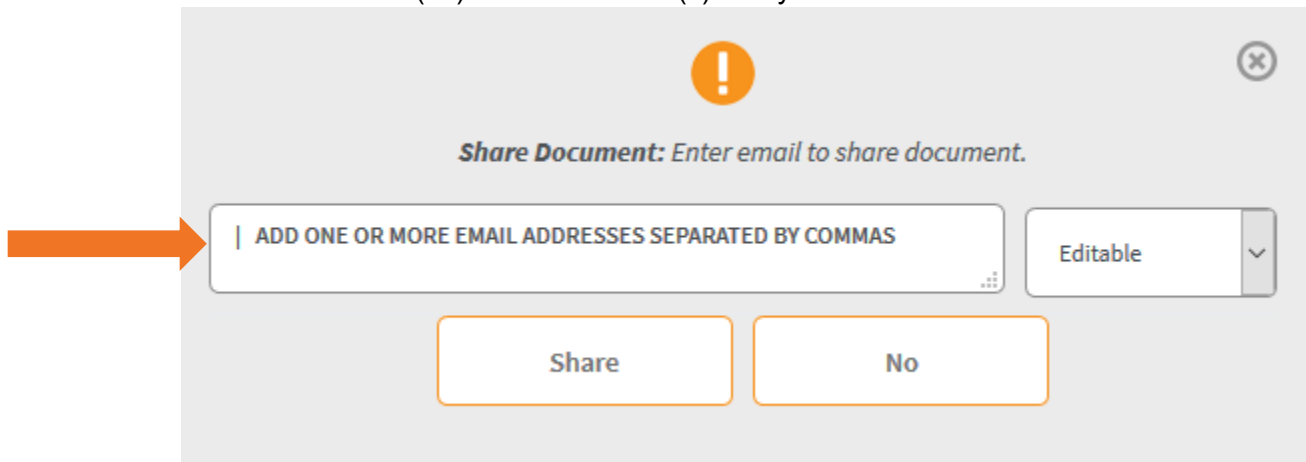 Share Document: Enter email to share document.
| ADD ONE OR MORE EMAIL ADDRESSES SEPARATED BY COMMAS
Editable
Share
No